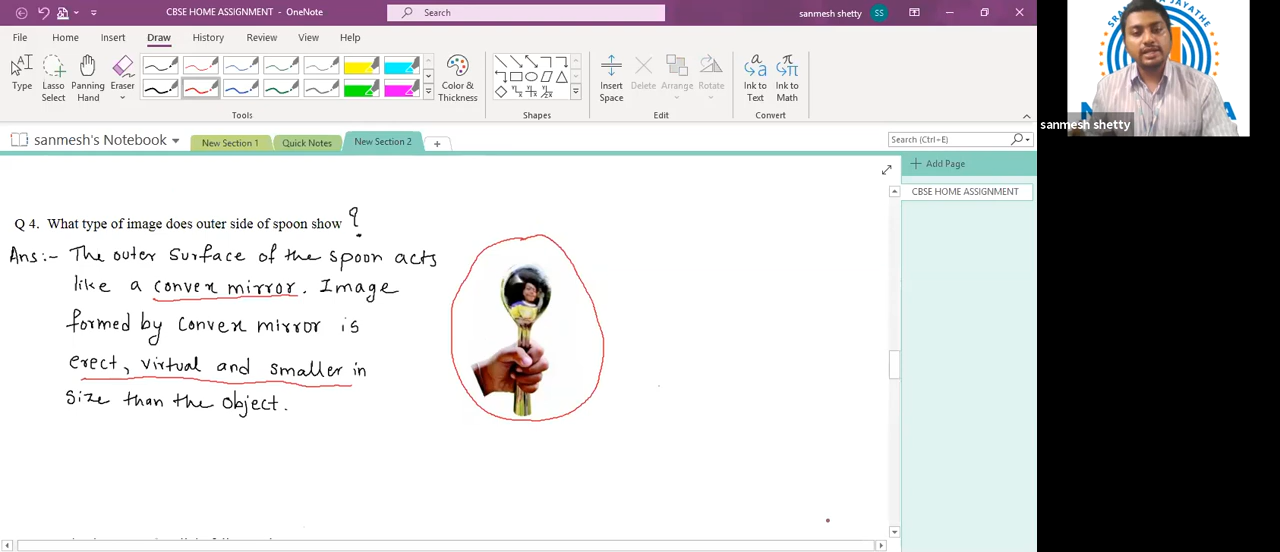 CBSE HOME ASSIGNMENT - OneNote
Search
sanmesh shetty
SS
File Home Insert Draw History Review View Help
Type
Lasso Select
Panning Hand
Eraser
Color & Thickness
Insert Space
Delete
Arrange
Rotate
Ink to Text
Ink to Math
Tools
Shapes
Edit
Convert
sanmesh's Notebook
New Section 1
Quick Notes
New Section 2
Search (Ctrl+E)
Add Page
CBSE HOME ASSIGNMENT
sanmesh shetty
Q 4. What type of image does outer side of spoon show ?
Ans:- The outer surface of the spoon acts
like a convex mirror. Image
formed by convex mirror is
erect, virtual and smaller in
size than the object.